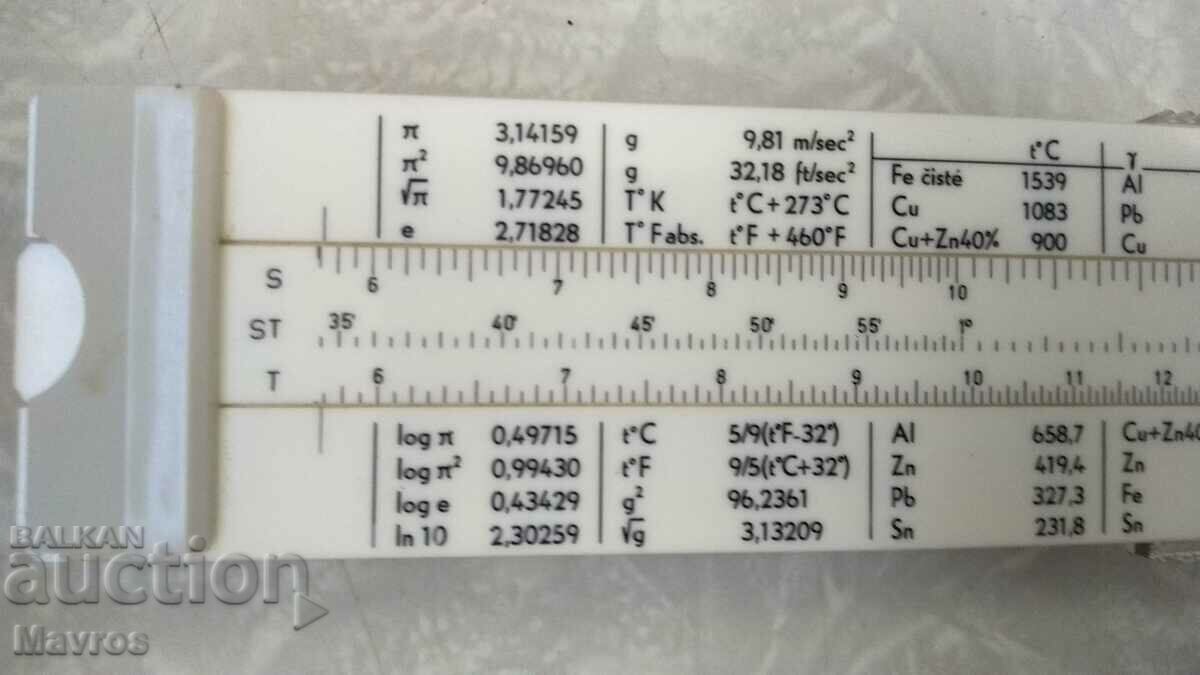 π 3,14159 g 9,81 m/sec² t°C γ
π² 9,86960 g 32,18 ft/sec² Fe čisté 1539 Al
√π 1,77245 T°K t°C+273°C Cu 1083 Pb
e 2,71828 T°Fabs. t°F+460°F Cu+Zn40% 900 Cu
S 6 7 8 9 10
ST 35' 40' 45' 50' 55' 1°
T 6 7 8 9 10 11 12
log π 0,49715 t°C 5/9(t°F-32°) Al 658,7 Cu+Zn40
log π² 0,99430 t°F 9/5(t°C+32°) Zn 419,4 Zn
log e 0,43429 g² 96,2361 Pb 327,3 Fe
ln 10 2,30259 √g 3,13209 Sn 231,8 Sn
BALKAN
auction
Mavros